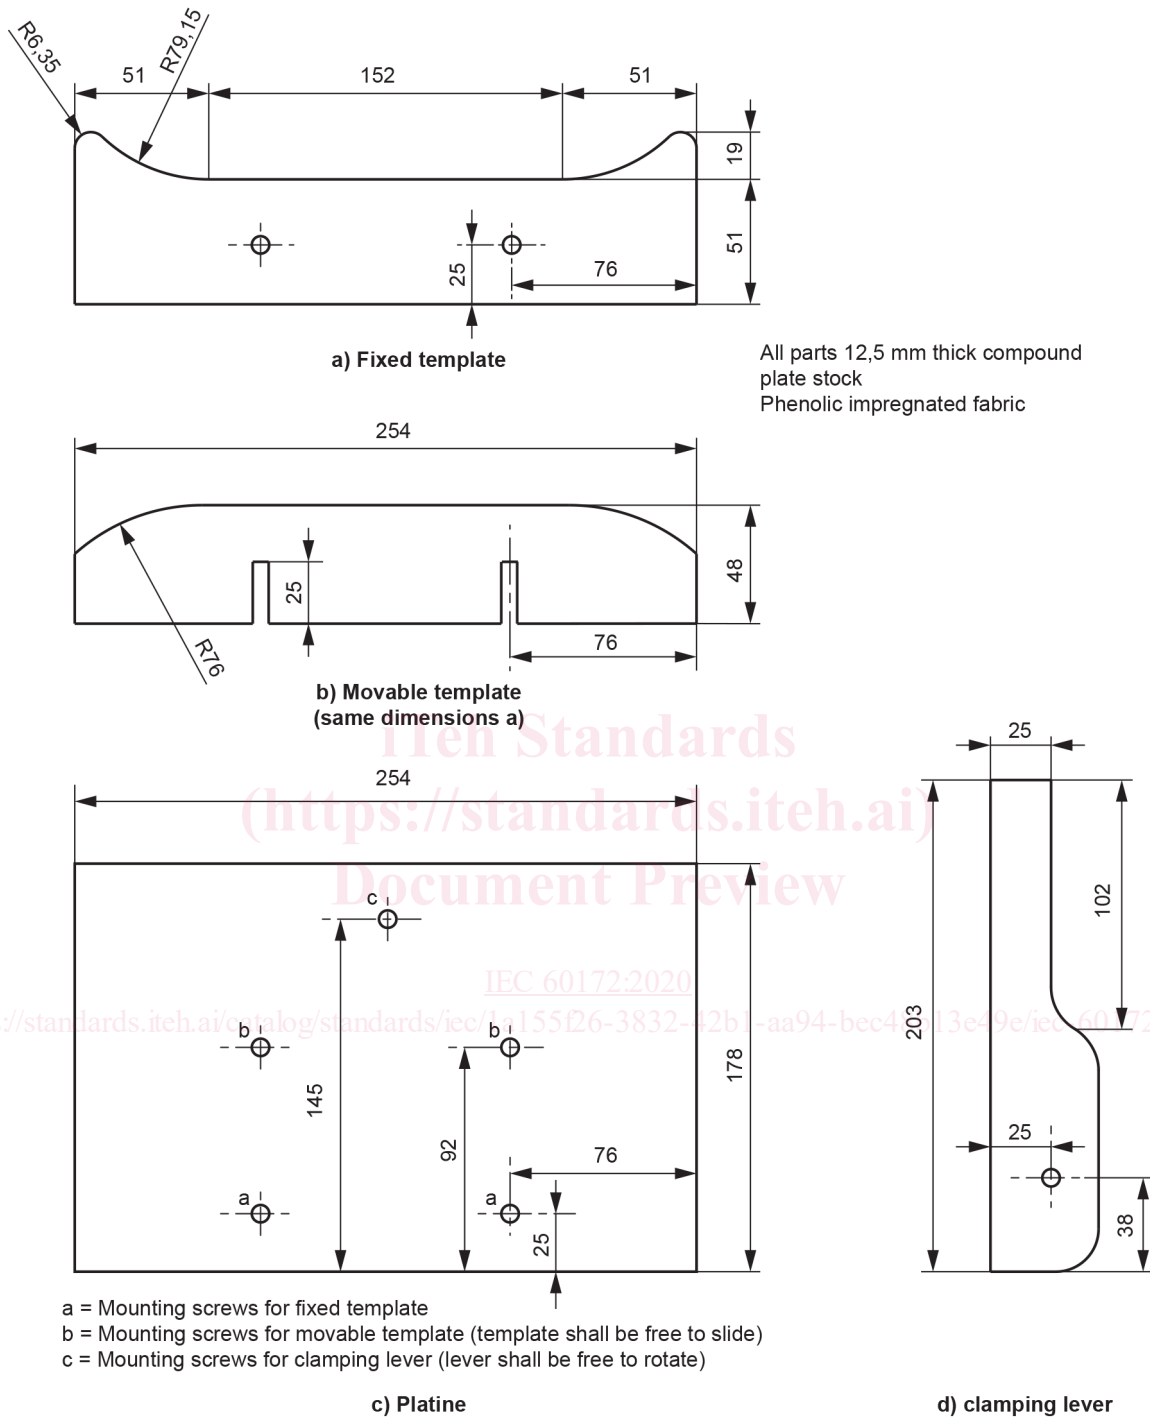 R6,35
R79,15
51
152
51
19
51
25
76
a) Fixed template
All parts 12,5 mm thick compound
plate stock
Phenolic impregnated fabric
254
25
48
76
R76
b) Movable template
(same dimensions a)
iTeh Standards
(https://standards.iteh.ai)
Document Preview
IEC 60172:2020
25
254
c
102
203
b
b
145
92
178
76
25
a
a
25
38
a = Mounting screws for fixed template
b = Mounting screws for movable template (template shall be free to slide)
c = Mounting screws for clamping lever (lever shall be free to rotate)
c) Platine
d) clamping lever